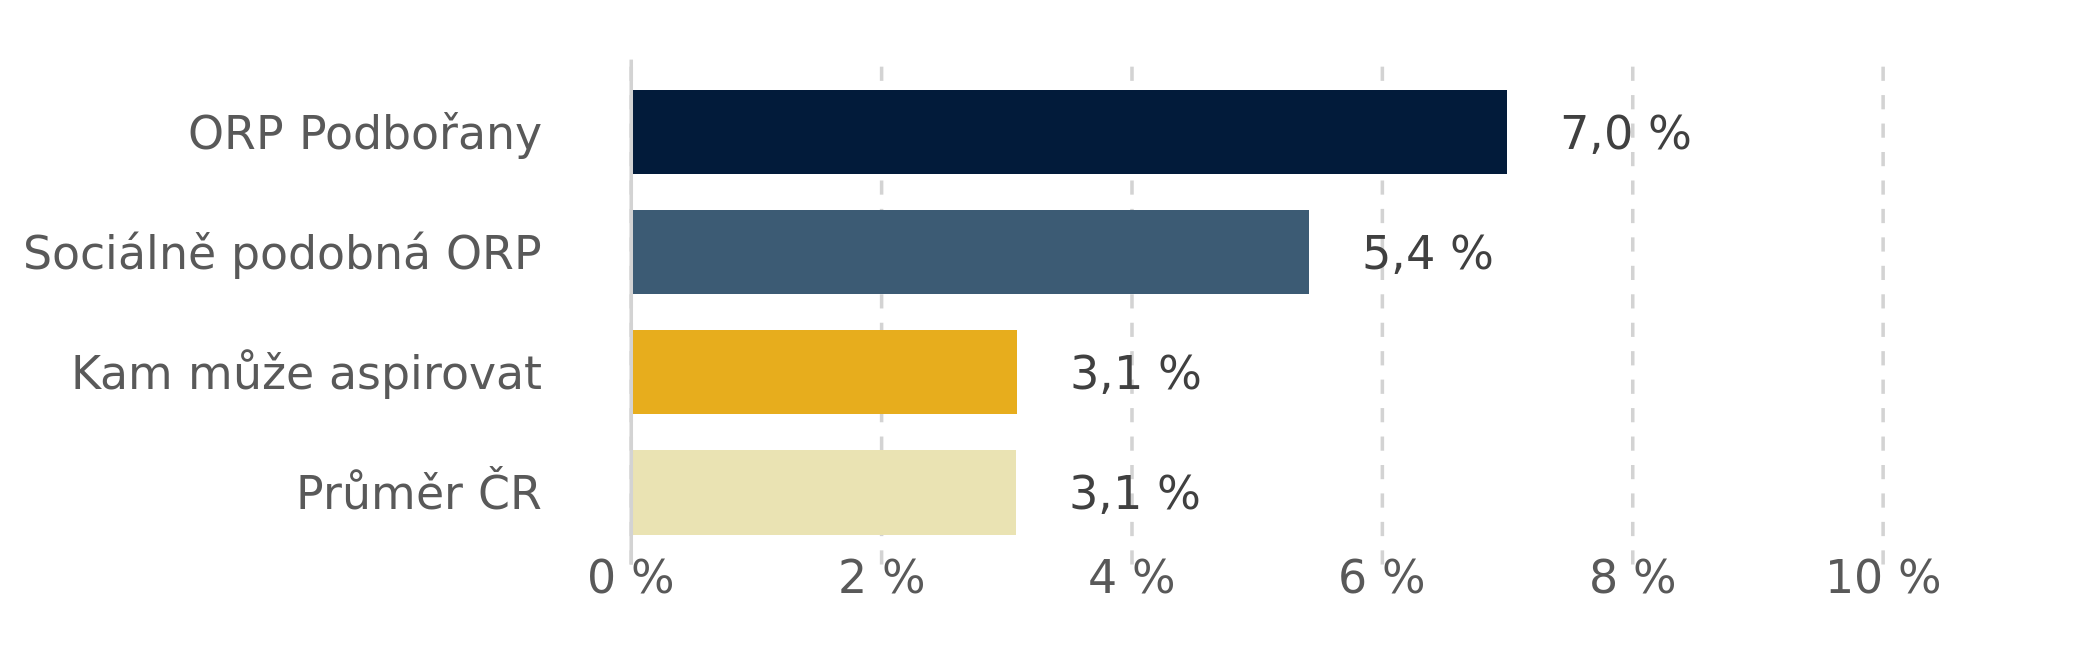 ORP Podbořany 7,0 %
Sociálně podobná ORP 5,4 %
Kam může aspirovat 3,1 %
Průměr ČR 3,1 %
0 % 2 % 4 % 6 % 8 % 10 %